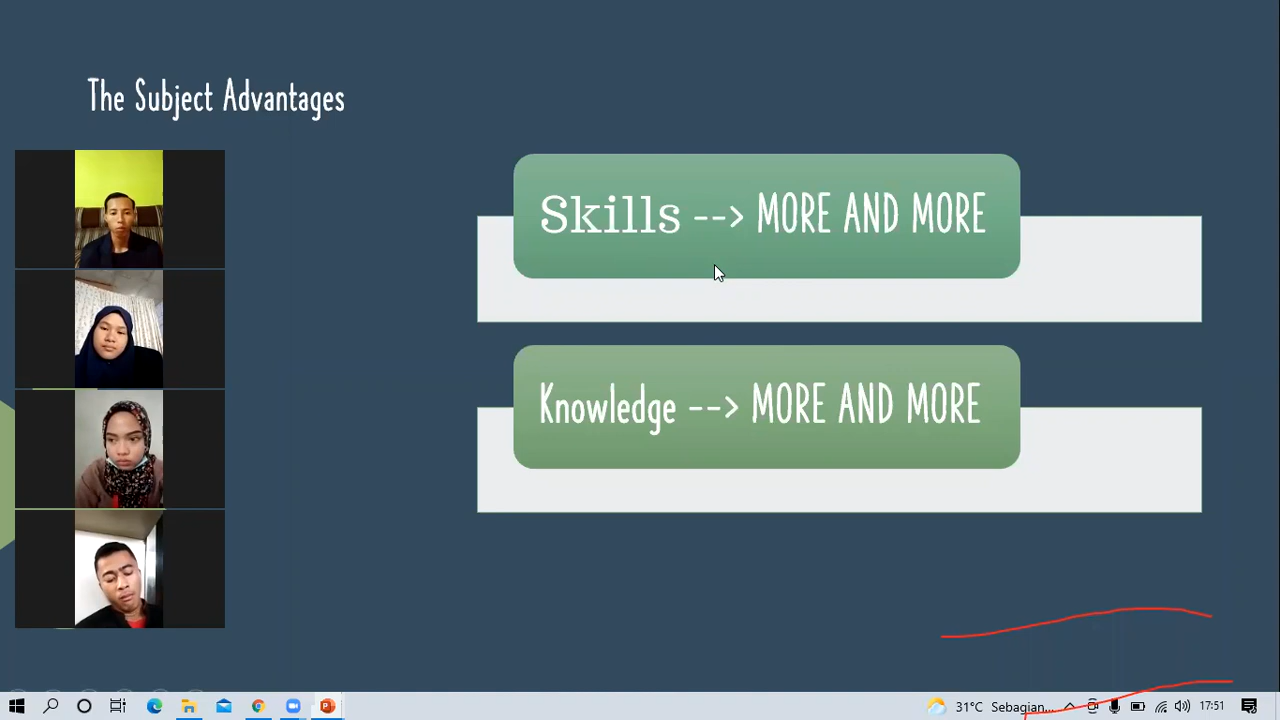 The Subject Advantages
Skills --> MORE AND MORE
Knowledge --> MORE AND MORE
31°C Sebagian... 17:51